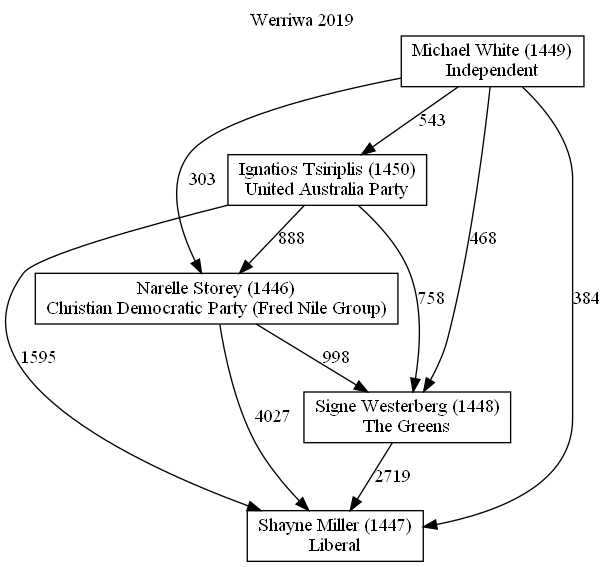 Werriwa 2019
Michael White (1449)
Independent
543
Ignatios Tsiriplis (1450)
United Australia Party
303
888
468
758
384
Narelle Storey (1446)
Christian Democratic Party (Fred Nile Group)
1595
998
4027
Signe Westerberg (1448)
The Greens
2719
Shayne Miller (1447)
Liberal